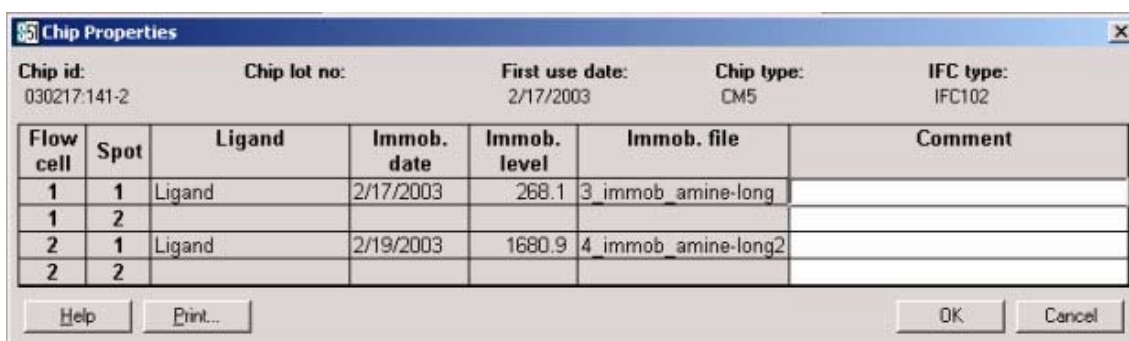 S51 Chip Properties
Chip id: Chip lot no: First use date: Chip type: IFC type:
030217:141-2 2/17/2003 CM5 IFC102
Flow cell Spot Ligand Immob. date Immob. level Immob. file Comment
1 1 Ligand 2/17/2003 268.1 3_immob_amine-long
1 2
2 1 Ligand 2/19/2003 1680.9 4_immob_amine-long2
2 2
Help Print... OK Cancel